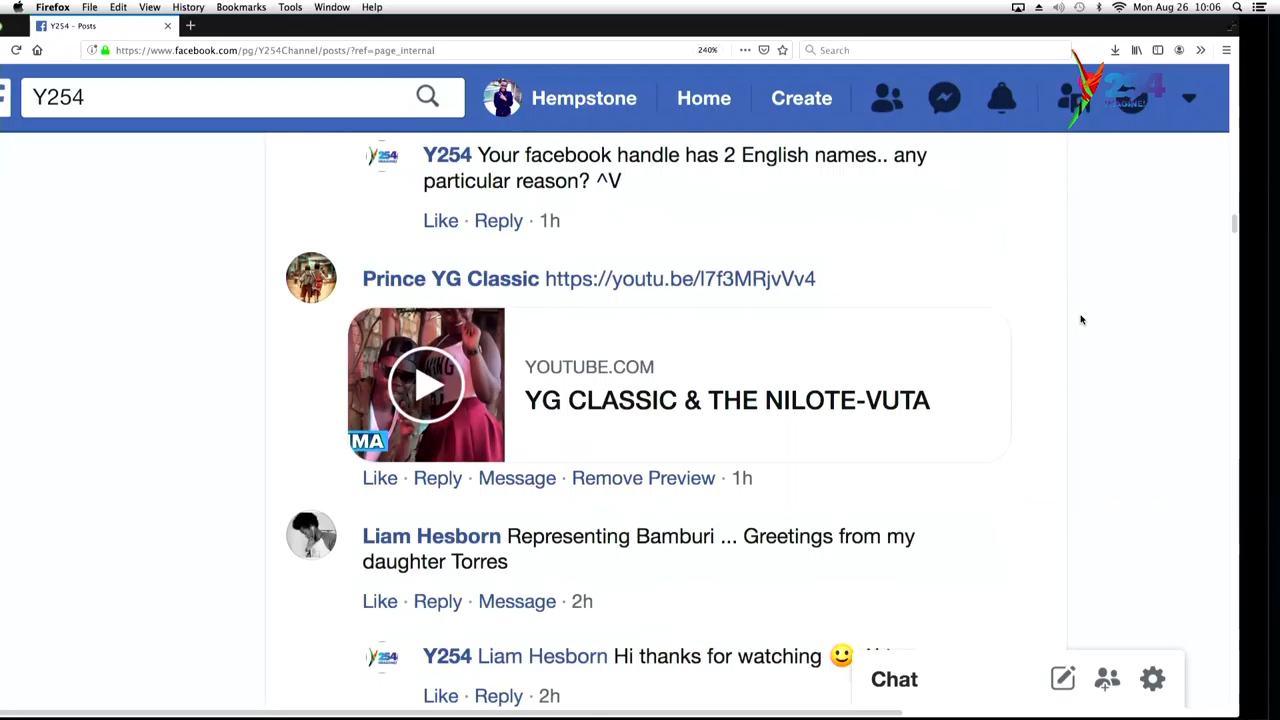 Firefox File Edit View History Bookmarks Tools Window Help Mon Aug 26 10:06
Y254 - Posts
https://www.facebook.com/pg/Y254Channel/posts/?ref=page_internal 240% Search
Y254 Hempstone Home Create Y254
IMAGINE!
Y254 Your facebook handle has 2 English names.. any
particular reason? ^V
Like · Reply · 1h
Prince YG Classic https://youtu.be/l7f3MRjvVv4
YOUTUBE.COM
YG CLASSIC & THE NILOTE-VUTA
MA
Like · Reply · Message · Remove Preview · 1h
Liam Hesborn Representing Bamburi ... Greetings from my
daughter Torres
Like · Reply · Message · 2h
Y254 Liam Hesborn Hi thanks for watching
Like · Reply · 2h
Chat